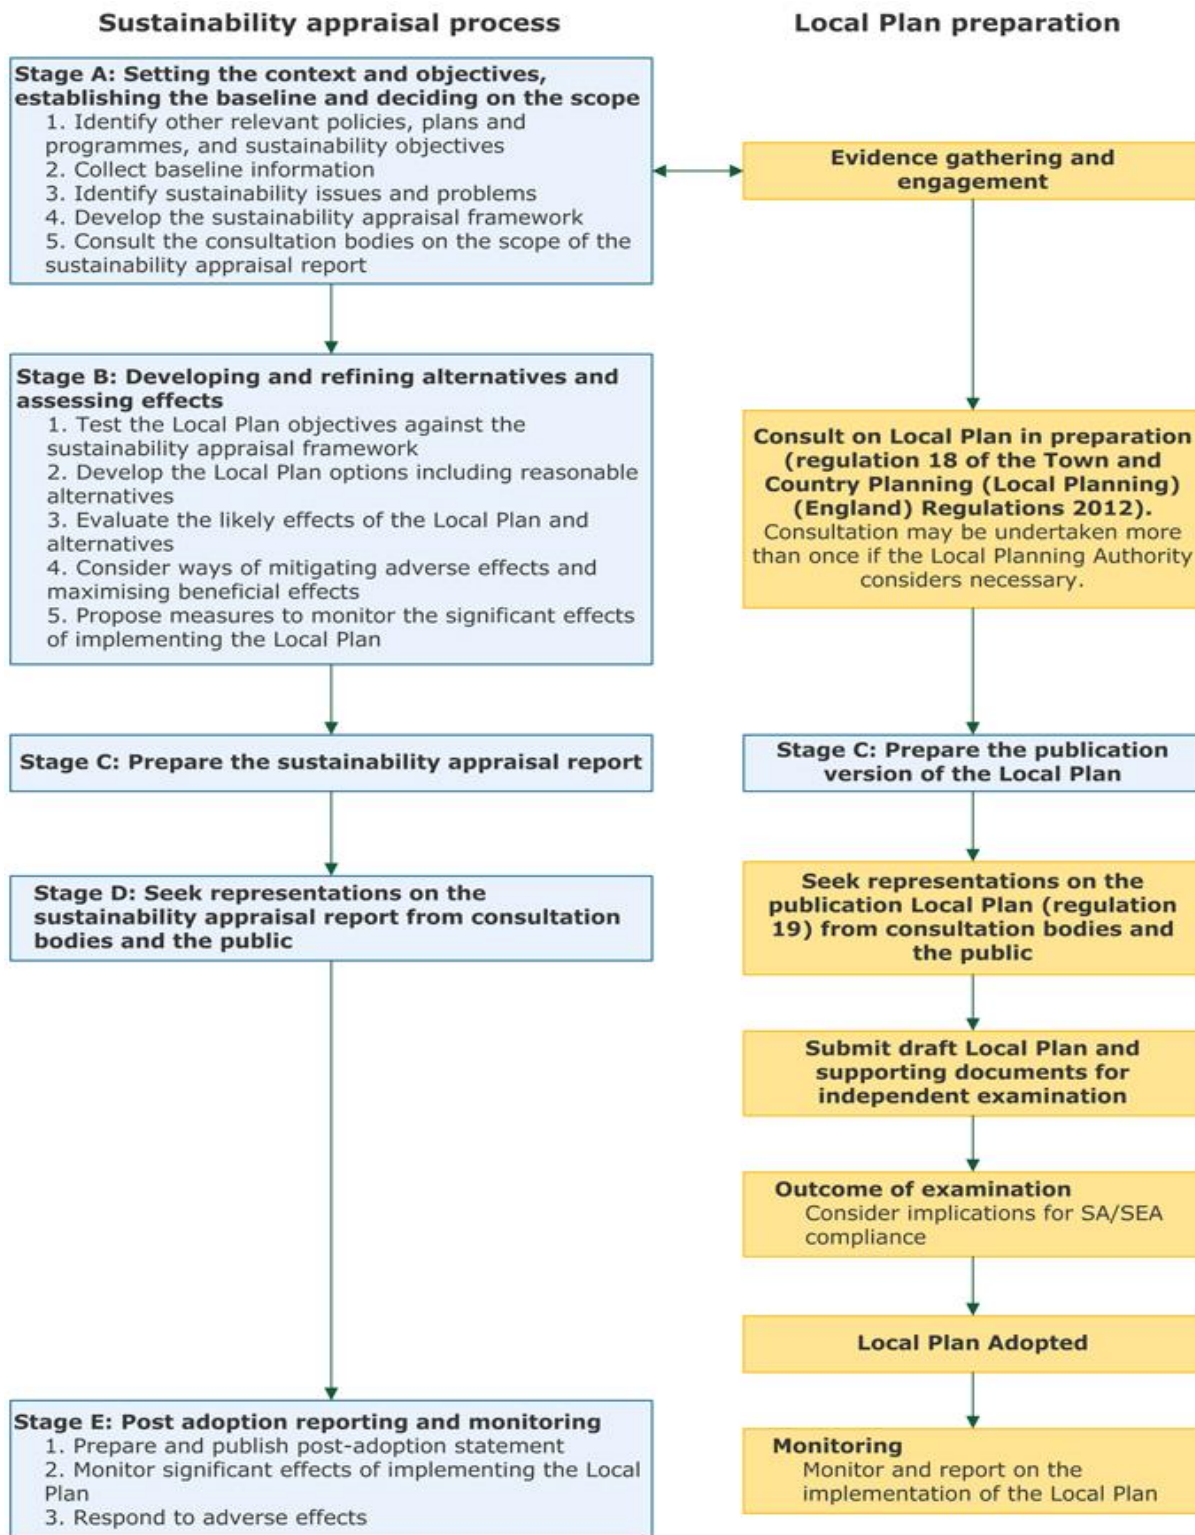 Sustainability appraisal process
Local Plan preparation
Stage A: Setting the context and objectives,
establishing the baseline and deciding on the scope
1. Identify other relevant policies, plans and
programmes, and sustainability objectives
2. Collect baseline information
3. Identify sustainability issues and problems
4. Develop the sustainability appraisal framework
5. Consult the consultation bodies on the scope of the
sustainability appraisal report
Evidence gathering and
engagement
Stage B: Developing and refining alternatives and
assessing effects
1. Test the Local Plan objectives against the
sustainability appraisal framework
2. Develop the Local Plan options including reasonable
alternatives
3. Evaluate the likely effects of the Local Plan and
alternatives
4. Consider ways of mitigating adverse effects and
maximising beneficial effects
5. Propose measures to monitor the significant effects
of implementing the Local Plan
Consult on Local Plan in preparation
(regulation 18 of the Town and
Country Planning (Local Planning)
(England) Regulations 2012).
Consultation may be undertaken more
than once if the Local Planning Authority
considers necessary.
Stage C: Prepare the sustainability appraisal report
Stage C: Prepare the publication
version of the Local Plan
Stage D: Seek representations on the
sustainability appraisal report from consultation
bodies and the public
Seek representations on the
publication Local Plan (regulation
19) from consultation bodies and
the public
Submit draft Local Plan and
supporting documents for
independent examination
Outcome of examination
Consider implications for SA/SEA
compliance
Local Plan Adopted
Stage E: Post adoption reporting and monitoring
1. Prepare and publish post-adoption statement
2. Monitor significant effects of implementing the Local
Plan
3. Respond to adverse effects
Monitoring
Monitor and report on the
implementation of the Local Plan